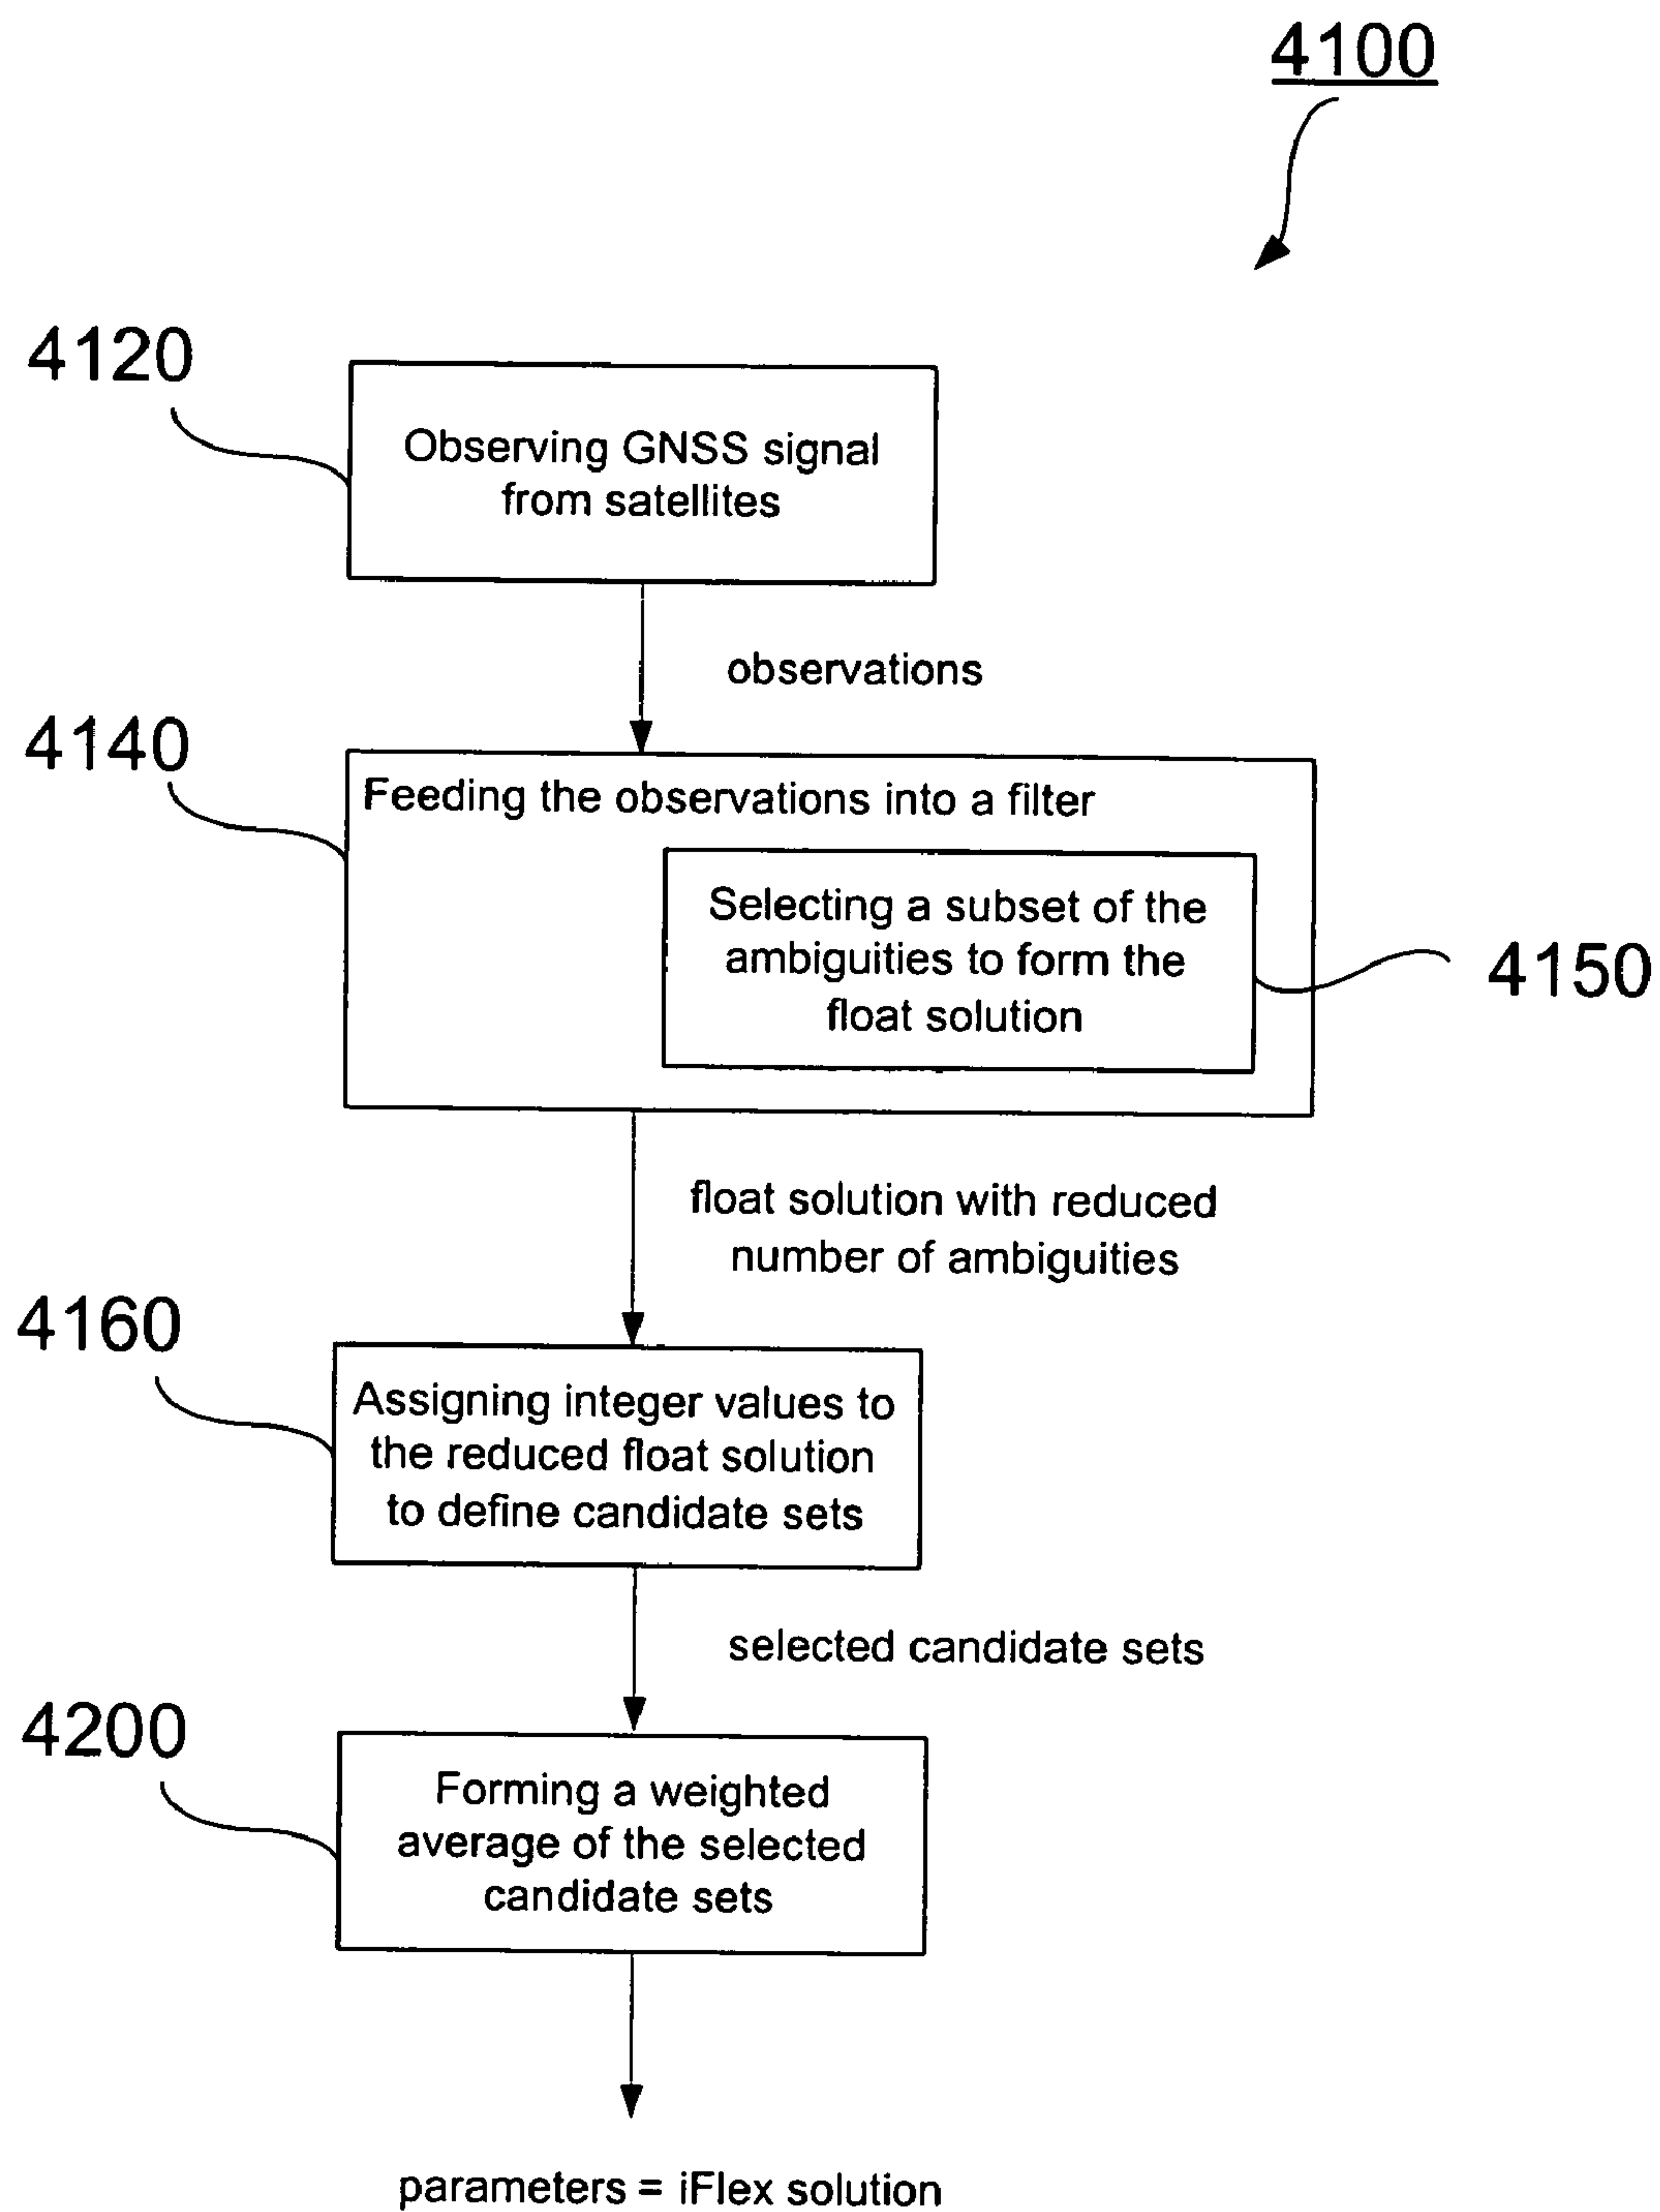 4100
4120
Observing GNSS signal
from satellites
observations
4140
Feeding the observations into a filter
Selecting a subset of the
ambiguities to form the
float solution
4150
float solution with reduced
number of ambiguities
4160
Assigning integer values to
the reduced float solution
to define candidate sets
selected candidate sets
4200
Forming a weighted
average of the selected
candidate sets
parameters = iFlex solution